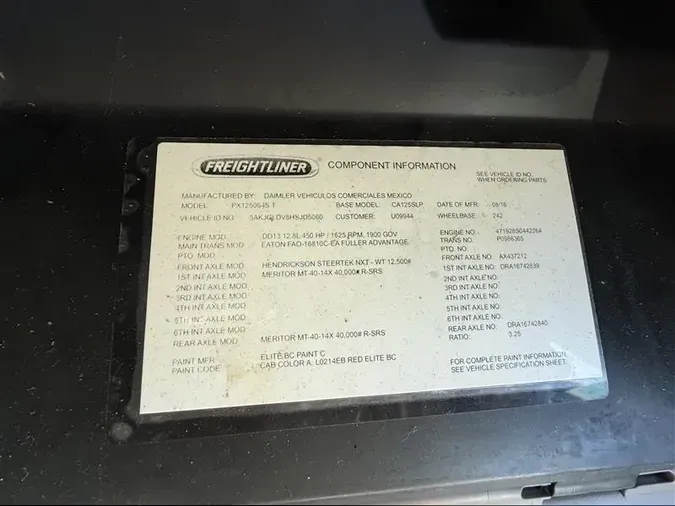 FREIGHTLINER COMPONENT INFORMATION
SEE VEHICLE ID NO.
WHEN ORDERING PARTS
MANUFACTURED BY: DAIMLER VEHICULOS COMERCIALES MEXICO
MODEL: PX125064S T BASE MODEL: CA125SLP DATE OF MFR: 08/16
VEHICLE ID NO: CUSTOMER: U09944 WHEELBASE: 242
ENGINE MOD DD13 12.8L 450 HP / 1625 RPM, 1900 GOV ENGINE NO: 471928S0442264
MAIN TRANS MOD EATON FAO-16810C-EA FULLER ADVANTAGE TRANS NO:
PTO MOD PTO NO:
FRONT AXLE MOD HENDRICKSON STEERTEK NXT - WT 12,500# FRONT AXLE NO: AX437212
1ST INT AXLE MOD MERITOR MT-40-14X 40,000# R-SRS 1ST INT AXLE NO: DRA16742839
2ND INT AXLE MOD 2ND INT AXLE NO:
3RD INT AXLE MOD 3RD INT AXLE NO:
4TH INT AXLE MOD 4TH INT AXLE NO:
5TH INT AXLE MOD 5TH INT AXLE NO:
6TH INT AXLE MOD 6TH INT AXLE NO:
REAR AXLE MOD MERITOR MT-40-14X 40,000# R-SRS REAR AXLE NO: DRA16742840
RATIO: 3.25
PAINT MFR ELITE BC PAINT C
PAINT CODE CAB COLOR A, L0214EB RED ELITE BC
FOR COMPLETE PAINT INFORMATION
SEE VEHICLE SPECIFICATION SHEET.